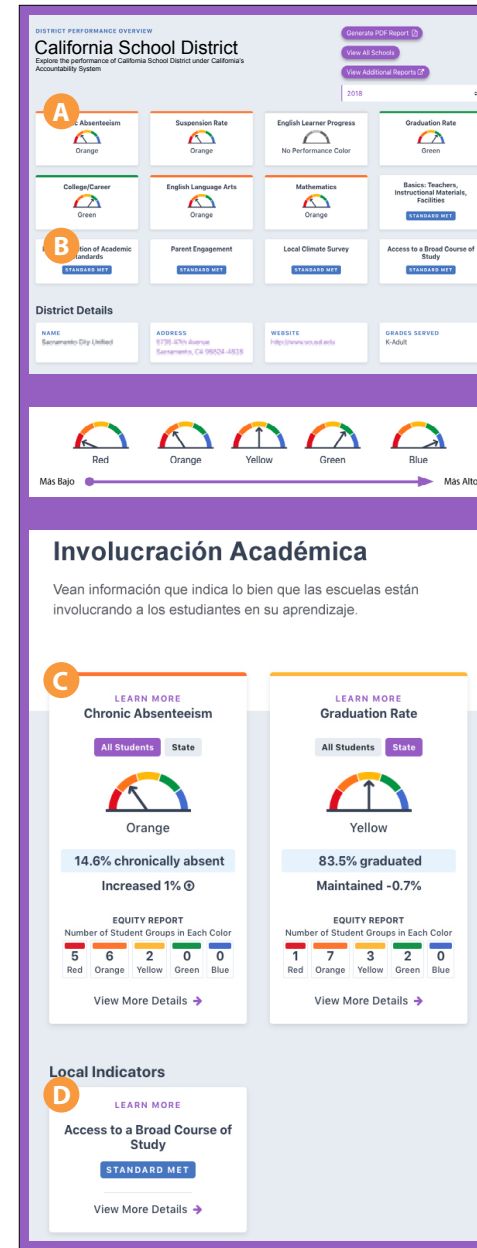 DISTRICT PERFORMANCE OVERVIEW
California School District
Explore the performance of California School District under California's
Accountability System
Generate PDF Report
View All Schools
View Additional Reports
2018
A
Absenteeism
Orange
Suspension Rate
Orange
English Learner Progress
No Performance Color
Graduation Rate
Green
College/Career
Green
English Language Arts
Orange
Mathematics
Orange
Basics: Teachers,
Instructional Materials,
Facilities
STANDARD MET
B
of Academic
STANDARD MET
Parent Engagement
STANDARD MET
Local Climate Survey
STANDARD MET
Access to a Broad Course of
Study
STANDARD MET
District Details
NAME
Sacramento City Unified
ADDRESS
5735 47th Avenue
Sacramento, CA
WEBSITE
GRADES SERVED
K-Adult
Red
Orange
Yellow
Green
Blue
Más Bajo
Más Alto
Involucración Académica
Vean información que indica lo bien que las escuelas están
involucrando a los estudiantes en su aprendizaje.
C
LEARN MORE
Chronic Absenteeism
All Students State
Orange
14.6% chronically absent
Increased 1%
EQUITY REPORT
Number of Student Groups in Each Color
5 6 2 0 0
Red Orange Yellow Green Blue
View More Details
LEARN MORE
Graduation Rate
All Students State
Yellow
83.5% graduated
Maintained -0.7%
EQUITY REPORT
Number of Student Groups in Each Color
1 7 3 2 0
Red Orange Yellow Green Blue
View More Details
Local Indicators
D
LEARN MORE
Access to a Broad Course of
Study
STANDARD MET
View More Details